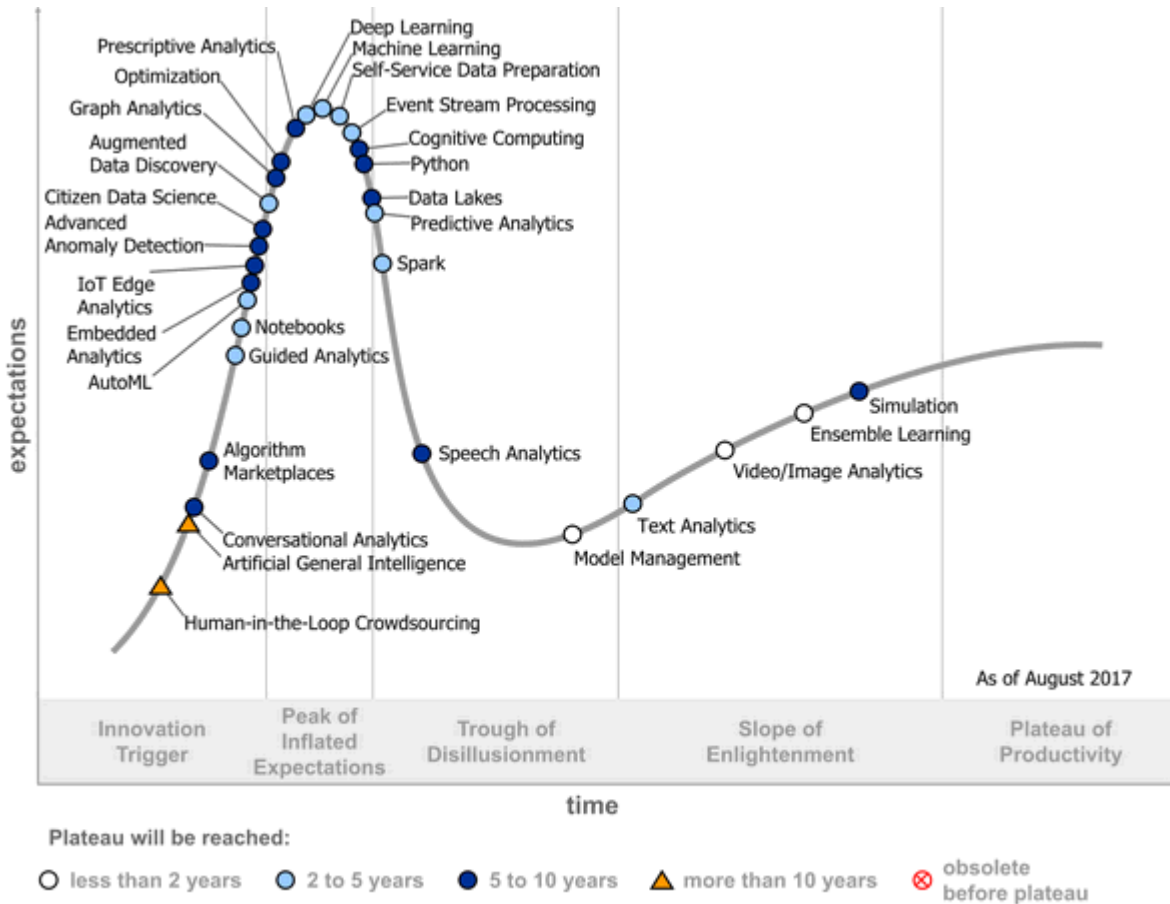 Deep Learning
Prescriptive Analytics
Machine Learning
Optimization
Self-Service Data Preparation
Graph Analytics
Event Stream Processing
Augmented
Data Discovery
Cognitive Computing
Python
Citizen Data Science
Data Lakes
Advanced
Anomaly Detection
Predictive Analytics
IoT Edge
Analytics
Spark
Embedded
Analytics
Notebooks
AutoML
Guided Analytics
Algorithm
Marketplaces
Speech Analytics
Simulation
Ensemble Learning
Video/Image Analytics
Text Analytics
Model Management
Conversational Analytics
Artificial General Intelligence
Human-in-the-Loop Crowdsourcing
expectations
As of August 2017
Innovation
Trigger
Peak of
Inflated
Expectations
Trough of
Disillusionment
Slope of
Enlightenment
Plateau of
Productivity
time
Plateau will be reached:
less than 2 years
2 to 5 years
5 to 10 years
more than 10 years
obsolete
before plateau